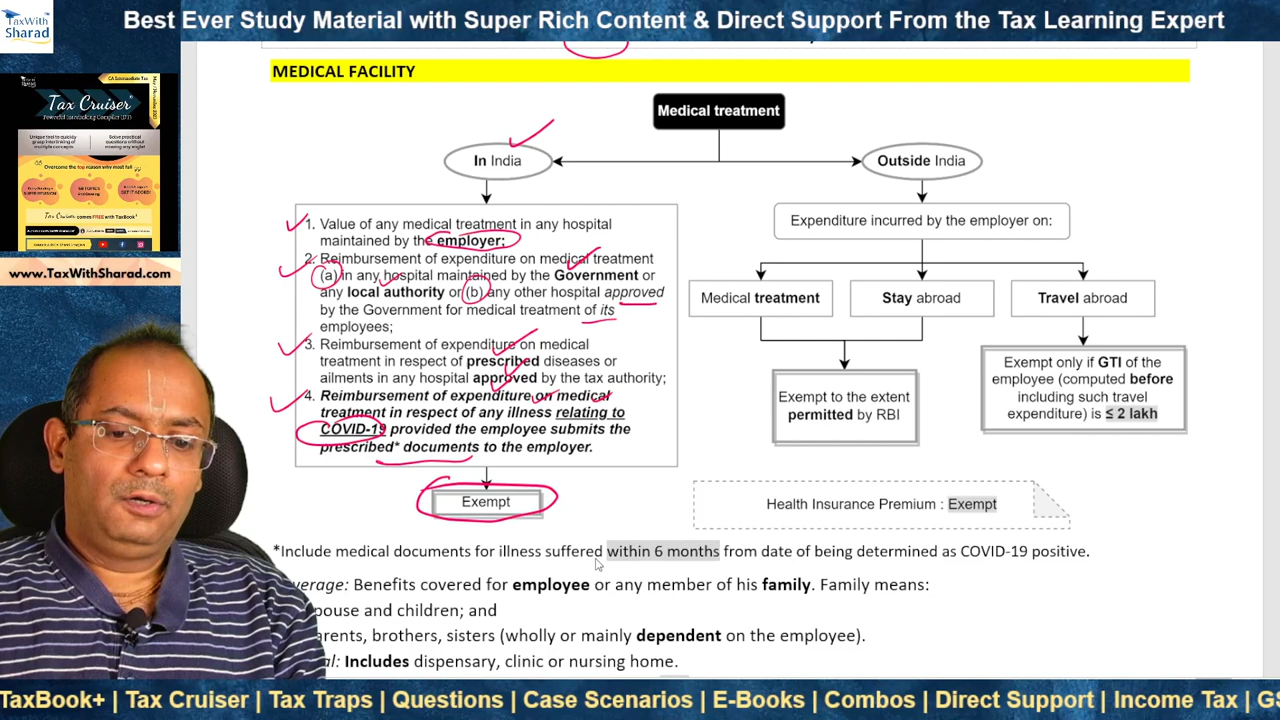 TaxWith
Sharad
Best Ever Study Material with Super Rich Content & Direct Support From the Tax Learning Expert
MEDICAL FACILITY
Medical treatment
In India
Outside India
1. Value of any medical treatment in any hospital
maintained by the employer;
2. Reimbursement of expenditure on medical treatment
(a) in any hospital maintained by the Government or
any local authority or (b) any other hospital approved
by the Government for medical treatment of its
employees;
3. Reimbursement of expenditure on medical
treatment in respect of prescribed diseases or
ailments in any hospital approved by the tax authority;
4. Reimbursement of expenditure on medical
treatment in respect of any illness relating to
COVID-19 provided the employee submits the
prescribed* documents to the employer.
Exempt
Expenditure incurred by the employer on:
Medical treatment
Stay abroad
Travel abroad
Exempt to the extent
permitted by RBI
Exempt only if GTI of the
employee (computed before
including such travel
expenditure) is ≤ 2 lakh
Health Insurance Premium : Exempt
*Include medical documents for illness suffered within 6 months from date of being determined as COVID-19 positive.
verage: Benefits covered for employee or any member of his family. Family means:
pouse and children; and
arents, brothers, sisters (wholly or mainly dependent on the employee).
al: Includes dispensary, clinic or nursing home.
CA Intermediate Tax
Tax Cruiser
Tax Cruiser comes FREE with TaxBook+
www.TaxWithSharad.com
TaxBook+ | Tax Cruiser | Tax Traps | Questions | Case Scenarios | E-Books | Combos | Direct Support | Income Tax | G